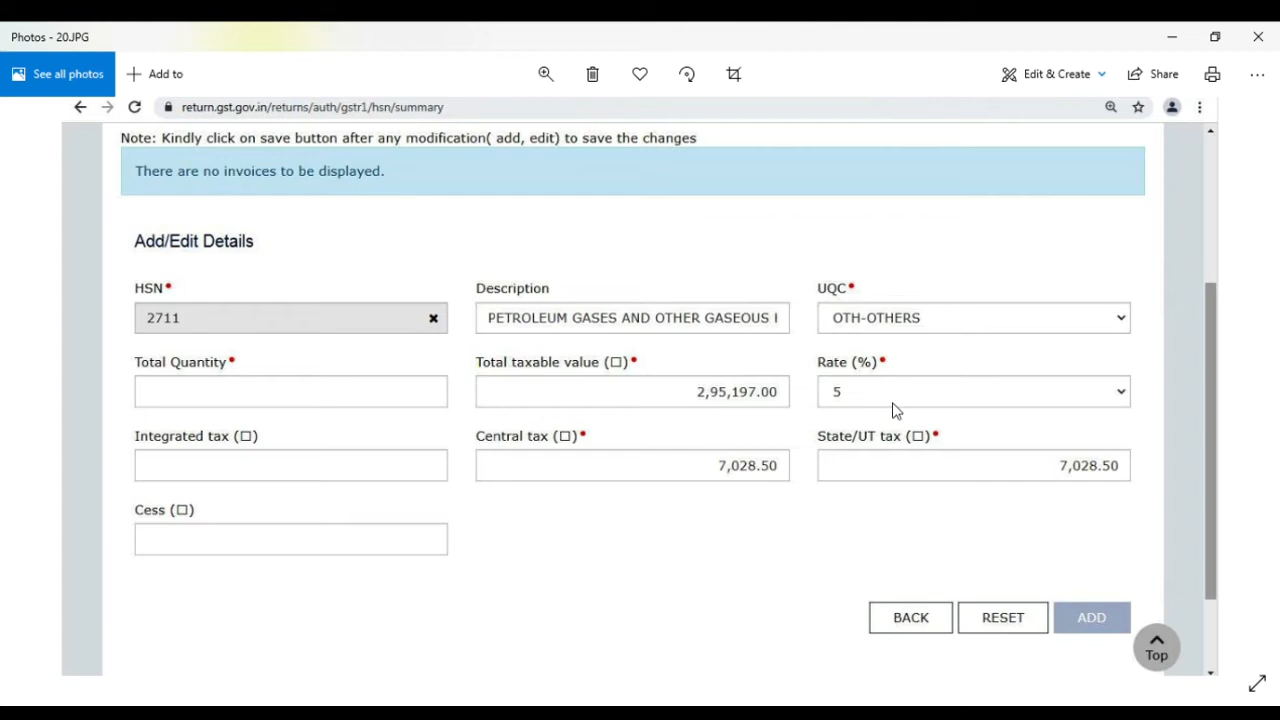 Photos - 20.JPG
See all photos
Add to
Edit & Create
Share
return.gst.gov.in/returns/auth/gstr1/hsn/summary
Note: Kindly click on save button after any modification( add, edit) to save the changes
There are no invoices to be displayed.
Add/Edit Details
HSN• Description UQC•
2711 PETROLEUM GASES AND OTHER GASEOUS OTH-OTHERS
Total Quantity• Total taxable value (☐)• Rate (%)•
2,95,197.00 5
Integrated tax (☐) Central tax (☐)• State/UT tax (☐)•
7,028.50 7,028.50
Cess (☐)
BACK RESET ADD
Top